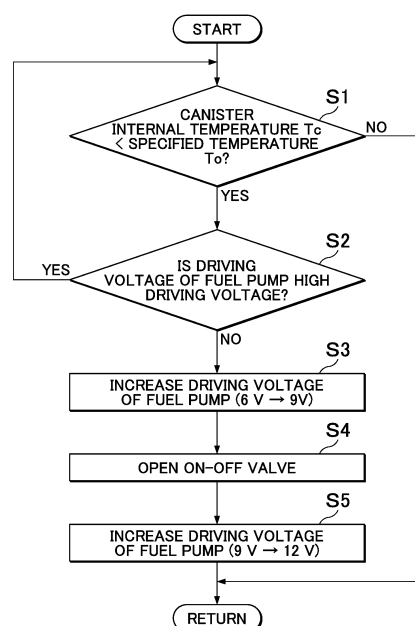 START
S1
CANISTER
INTERNAL TEMPERATURE Tc
< SPECIFIED TEMPERATURE
To?
NO
YES
S2
IS DRIVING
VOLTAGE OF FUEL PUMP HIGH
DRIVING VOLTAGE?
YES
NO
S3
INCREASE DRIVING VOLTAGE
OF FUEL PUMP (6 V → 9V)
S4
OPEN ON-OFF VALVE
S5
INCREASE DRIVING VOLTAGE
OF FUEL PUMP (9 V → 12 V)
RETURN